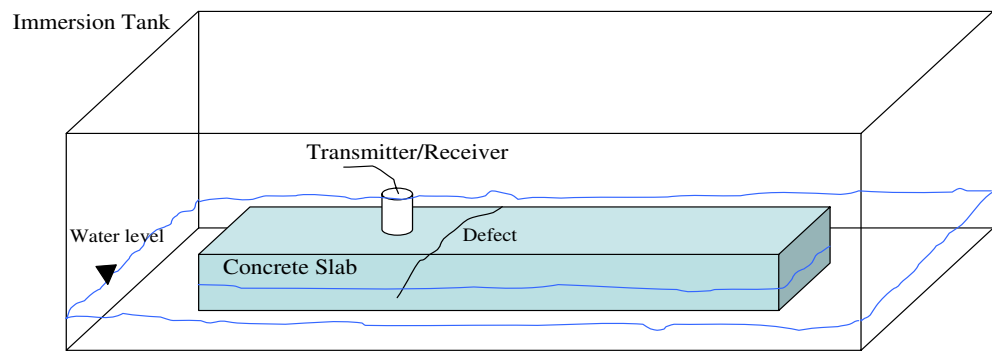 Immersion Tank
Transmitter/Receiver
Water level
Defect
Concrete Slab